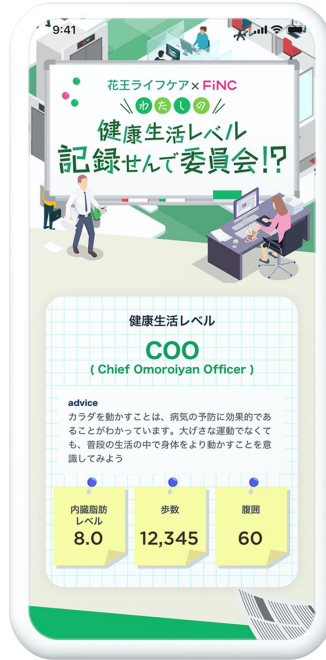 9:41
花王ライフケア×FiNC
わたしの
健康生活レベル
記録せんで委員会!?
健康生活レベル
COO
( Chief Omoroiyan Officer )
advice
カラダを動かすことは、病気の予防に効果的であ
ることがわかっています。大げさな運動でなくて
も、普段の生活の中で身体をより動かすことを意
識してみよう
内臓脂肪
レベル
8.0
歩数
12,345
腹囲
60